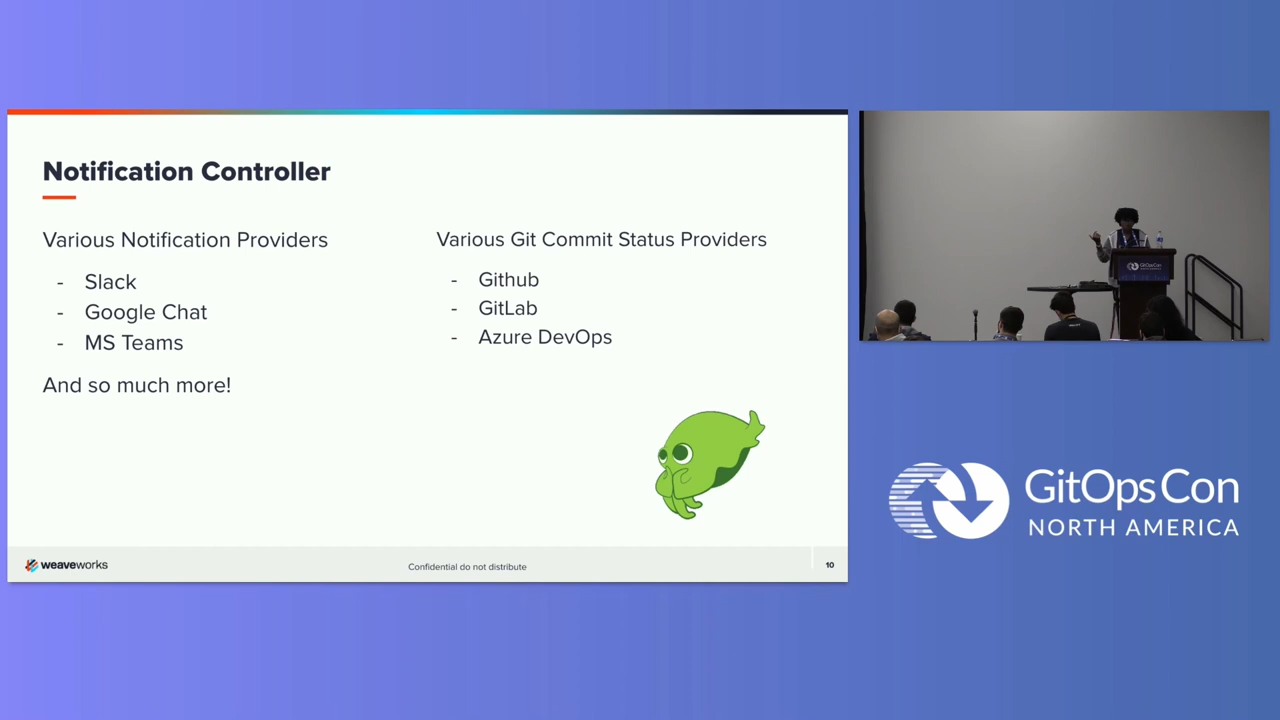 Notification Controller
Various Notification Providers
- Slack
- Google Chat
- MS Teams
And so much more!
Various Git Commit Status Providers
- Github
- GitLab
- Azure DevOps
weaveworks
Confidential do not distribute
10
GitOpsCon
GitOpsCon
NORTH AMERICA